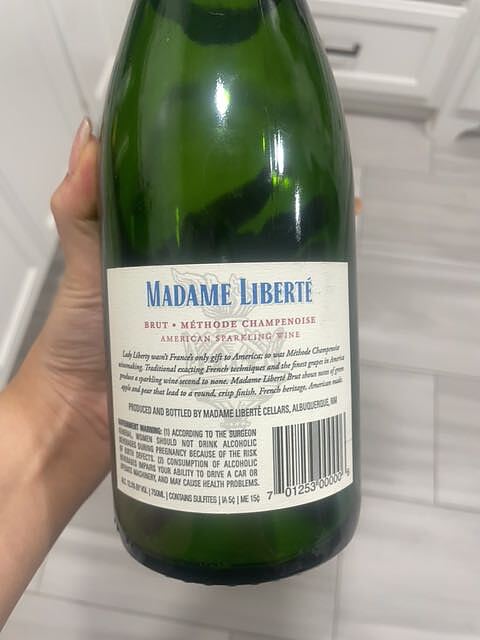 MADAME LIBERTÉ
BRUT • MÉTHODE CHAMPENOISE
AMERICAN SPARKLING WINE
Lady Liberty wasn't France's only gift to America; so was Méthode Champenoise
winemaking. Traditional exacting French techniques and the finest grapes in America
produce a sparkling wine second to none. Madame Liberté Brut shows notes of green
apple and pear that lead to a round, crisp finish. French heritage, American made.
PRODUCED AND BOTTLED BY MADAME LIBERTÉ CELLARS, ALBUQUERQUE, NM
GOVERNMENT WARNING: (1) ACCORDING TO THE SURGEON
GENERAL, WOMEN SHOULD NOT DRINK ALCOHOLIC
BEVERAGES DURING PREGNANCY BECAUSE OF THE RISK
OF BIRTH DEFECTS. (2) CONSUMPTION OF ALCOHOLIC
BEVERAGES IMPAIRS YOUR ABILITY TO DRIVE A CAR OR
OPERATE MACHINERY, AND MAY CAUSE HEALTH PROBLEMS.
VOL | 750ML | CONTAINS SULFITES | IA 5¢ | ME 15¢
7 01253 00000 9